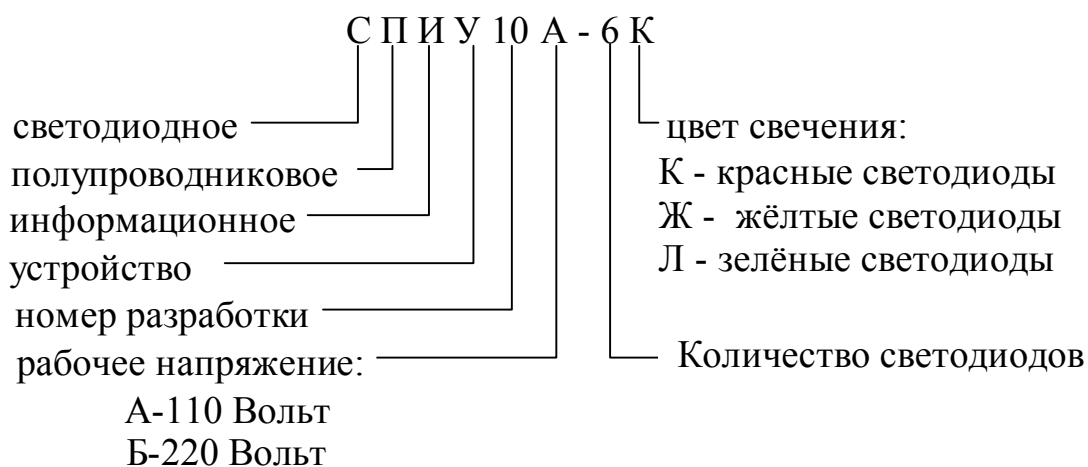 С П И У 10 А - 6 К
светодиодное
полупроводниковое
информационное
устройство
номер разработки
рабочее напряжение:
А-110 Вольт
Б-220 Вольт
цвет свечения:
К - красные светодиоды
Ж - жёлтые светодиоды
Л - зелёные светодиоды
Количество светодиодов